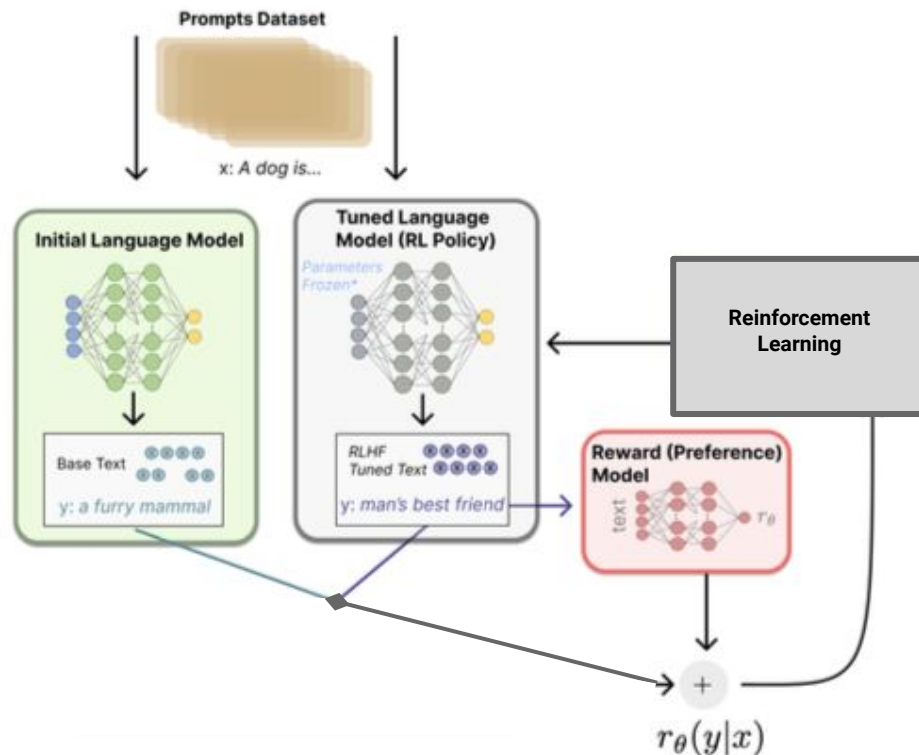 Prompts Dataset
x: A dog is...
Initial Language Model
Tuned Language
Model (RL Policy)
Parameters
Frozen*
Reinforcement
Learning
Base Text
y: a furry mammal
RLHF
Tuned Text
y: man's best friend
Reward (Preference)
Model
text
rθ
+
rθ(y|x)